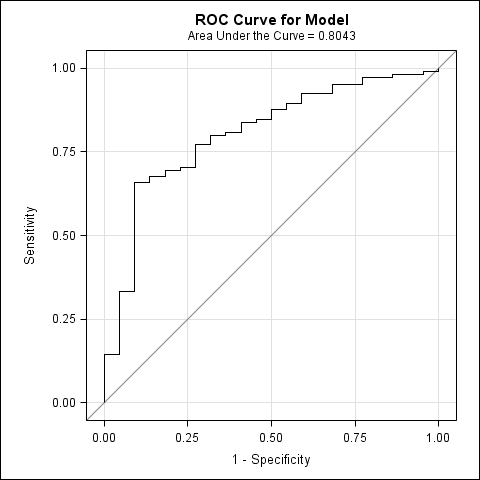 ROC Curve for Model
Area Under the Curve = 0.8043
1.00
0.75
0.50
0.25
0.00
Sensitivity
0.00 0.25 0.50 0.75 1.00
1 - Specificity